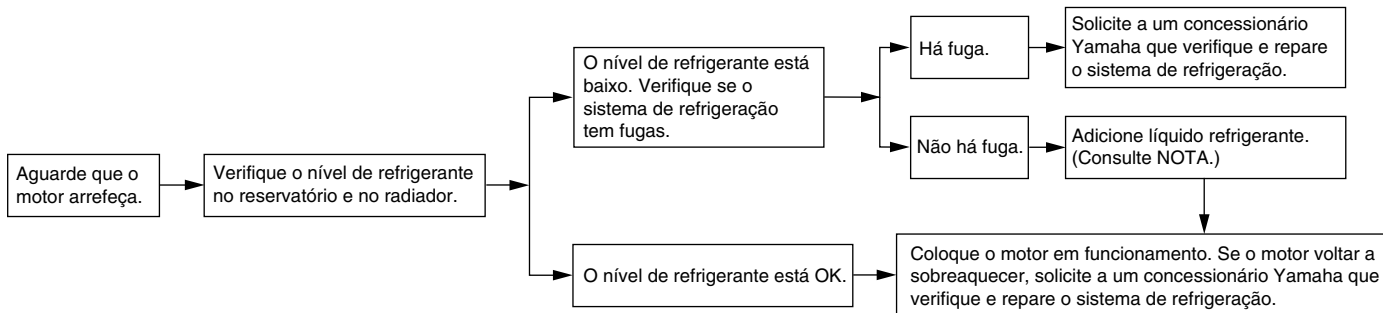 Aguarde que o
motor arrefeça.
Verifique o nível de refrigerante
no reservatório e no radiador.
O nível de refrigerante está
baixo. Verifique se o
sistema de refrigeração
tem fugas.
Há fuga.
Solicite a um concessionário
Yamaha que verifique e repare
o sistema de refrigeração.
Não há fuga.
Adicione líquido refrigerante.
(Consulte NOTA.)
O nível de refrigerante está OK.
Coloque o motor em funcionamento. Se o motor voltar a
sobreaquecer, solicite a um concessionário Yamaha que
verifique e repare o sistema de refrigeração.